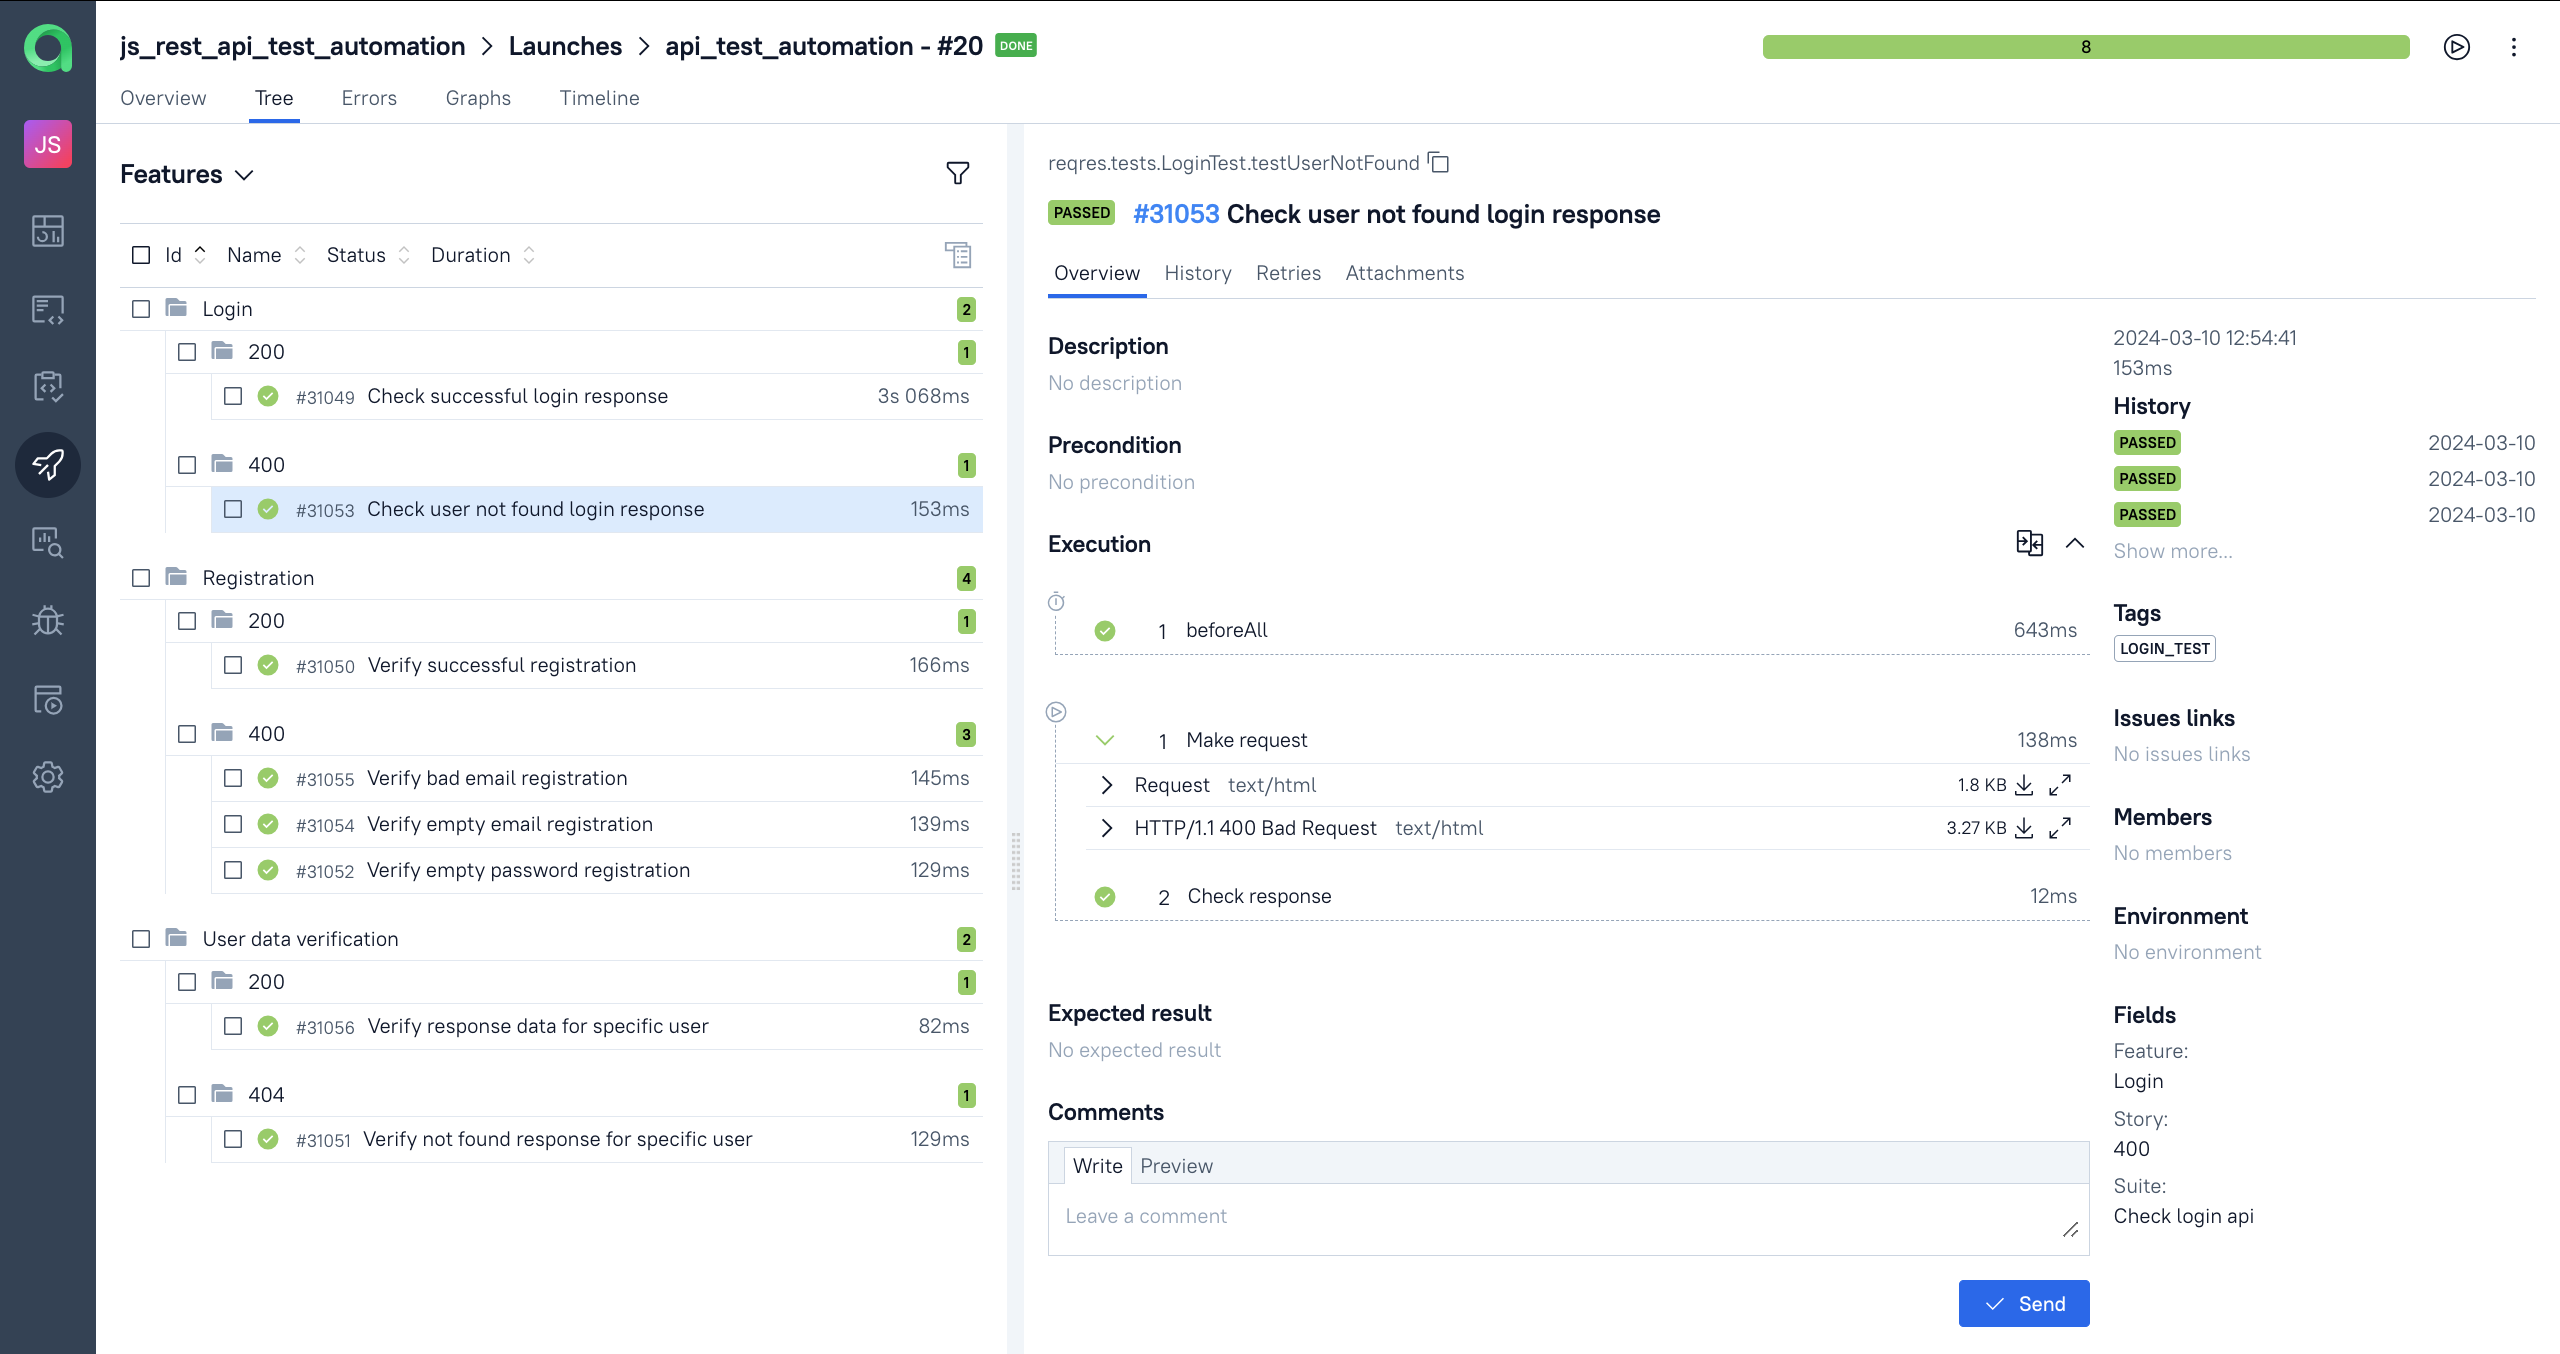 js_rest_api_test_automation > Launches > api_test_automation - #20 DONE
8
Overview Tree Errors Graphs Timeline
JS
Features
Id Name Status Duration
Login 2
200 1
#31049 Check successful login response 3s 068ms
400 1
#31053 Check user not found login response 153ms
Registration 4
200 1
#31050 Verify successful registration 166ms
400 3
#31055 Verify bad email registration 145ms
#31054 Verify empty email registration 139ms
#31052 Verify empty password registration 129ms
User data verification 2
200 1
#31056 Verify response data for specific user 82ms
404 1
#31051 Verify not found response for specific user 129ms
reqres.tests.LoginTest.testUserNotFound
PASSED #31053 Check user not found login response
Overview History Retries Attachments
Description
No description
Precondition
No precondition
Execution
1 beforeAll 643ms
1 Make request 138ms
Request text/html 1.8 KB
HTTP/1.1 400 Bad Request text/html 3.27 KB
2 Check response 12ms
Expected result
No expected result
Comments
Write Preview
Leave a comment
Send
2024-03-10 12:54:41
153ms
History
PASSED 2024-03-10
PASSED 2024-03-10
PASSED 2024-03-10
Show more...
Tags
LOGIN_TEST
Issues links
No issues links
Members
No members
Environment
No environment
Fields
Feature:
Login
Story:
400
Suite:
Check login api